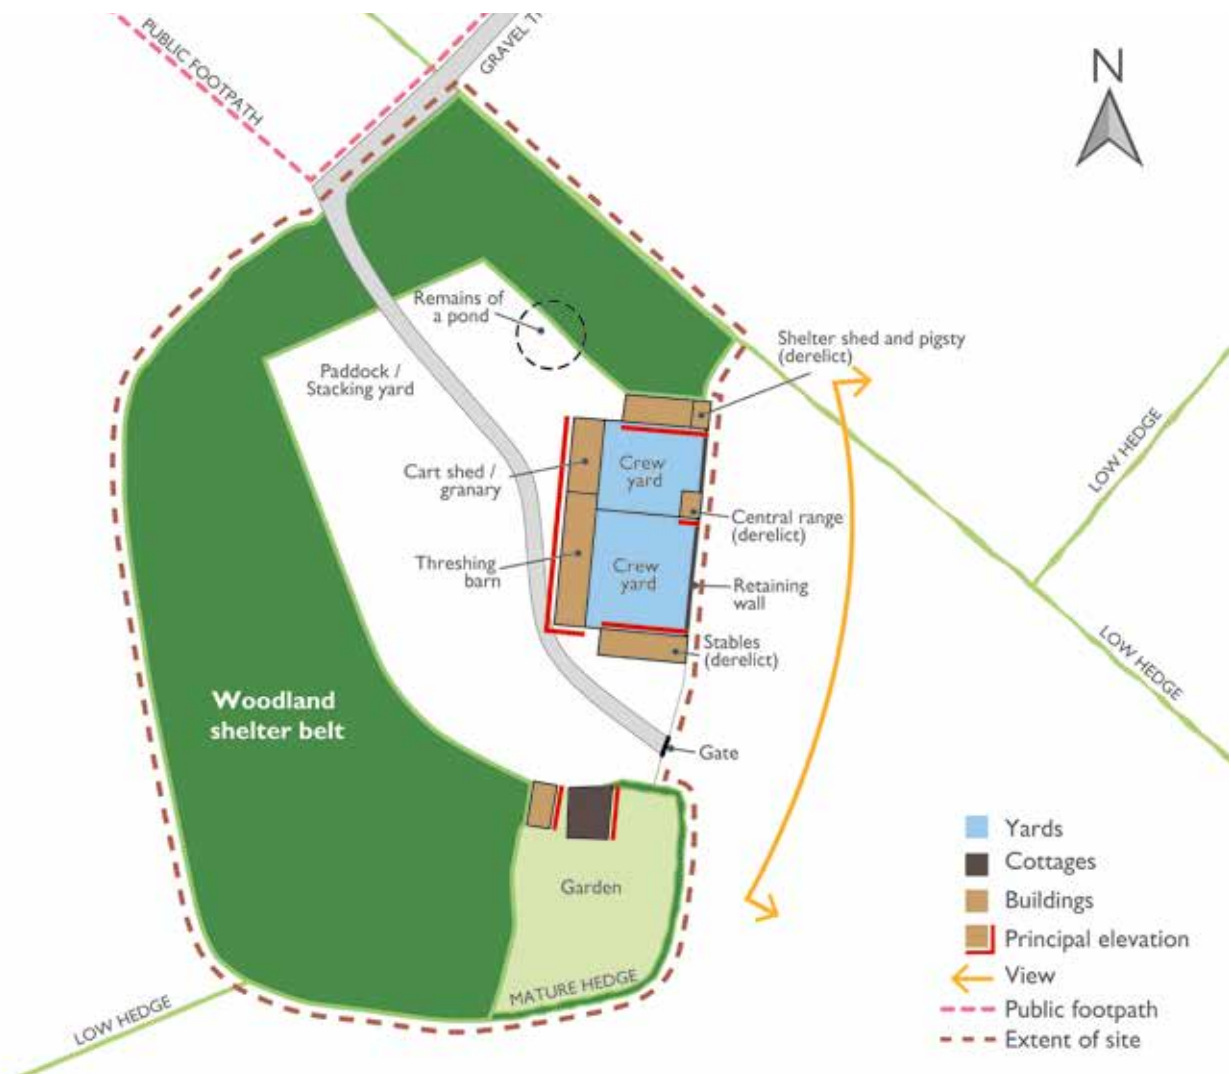 N
PUBLIC FOOTPATH
GRAVEL
Remains of
a pond
Shelter shed and pigsty
(derelict)
Paddock /
Stacking yard
Cart shed /
granary
Crew
yard
LOW HEDGE
Central range
(derelict)
Threshing
barn
Crew
yard
Retaining
wall
Stables
(derelict)
LOW HEDGE
Woodland
shelter belt
Gate
Garden
MATURE HEDGE
LOW HEDGE
Yards
Cottages
Buildings
Principal elevation
View
Public footpath
Extent of site